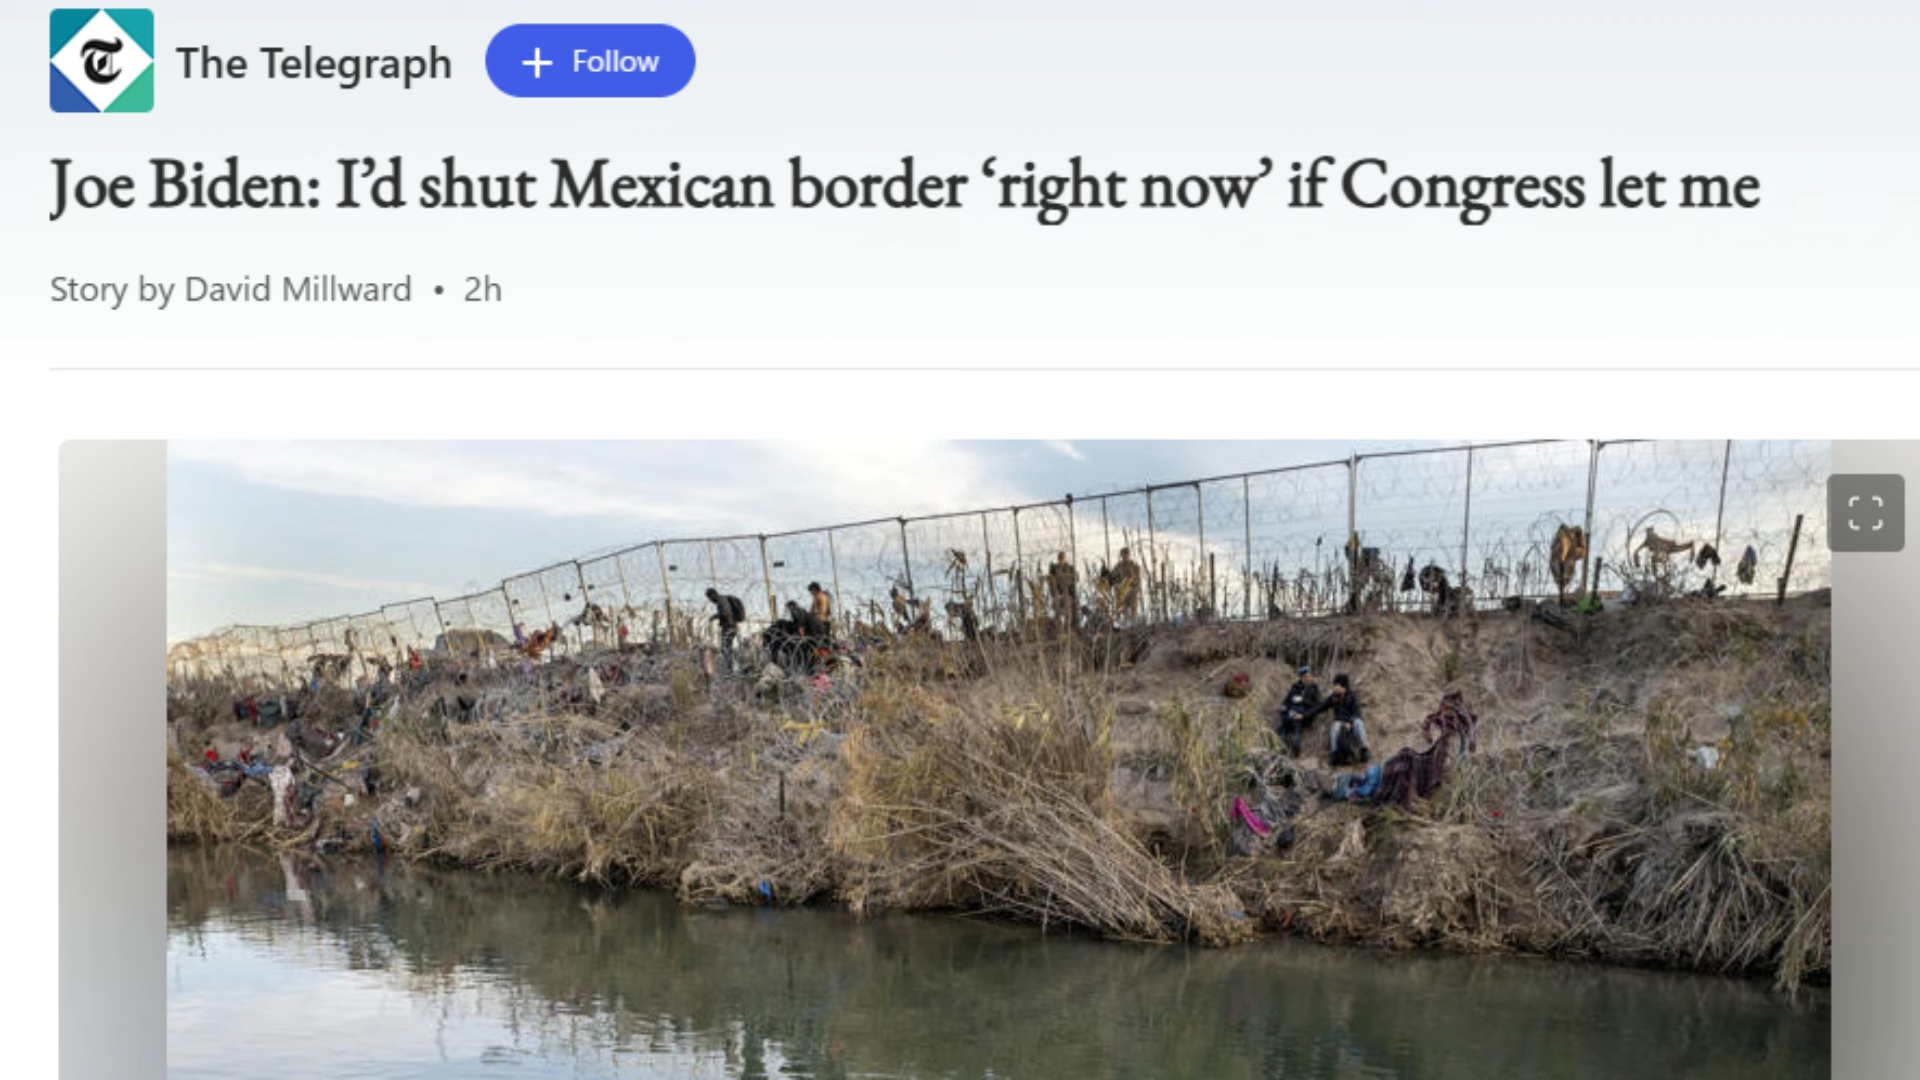 The Telegraph
+ Follow
Joe Biden: I’d shut Mexican border ‘right now’ if Congress let me
Story by David Millward • 2h